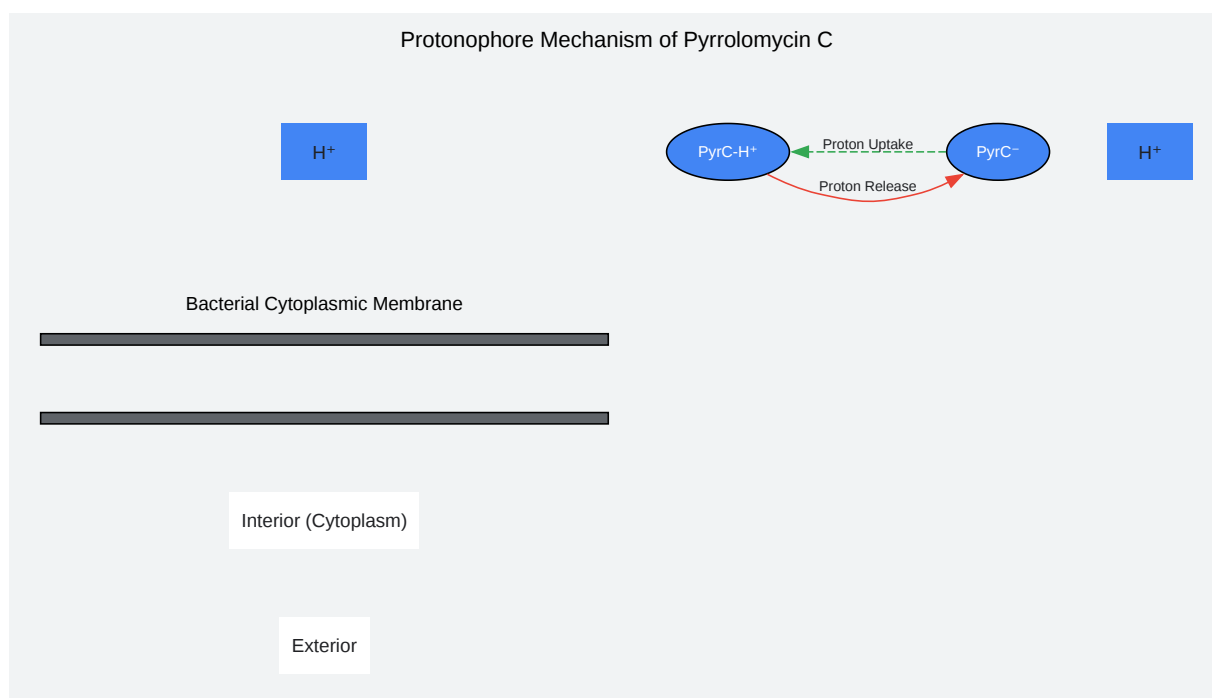 Protonophore Mechanism of Pyrrolomycin C
H⁺
PyrC-H⁺
Proton Uptake
PyrC⁻
H⁺
Proton Release
Bacterial Cytoplasmic Membrane
Interior (Cytoplasm)
Exterior